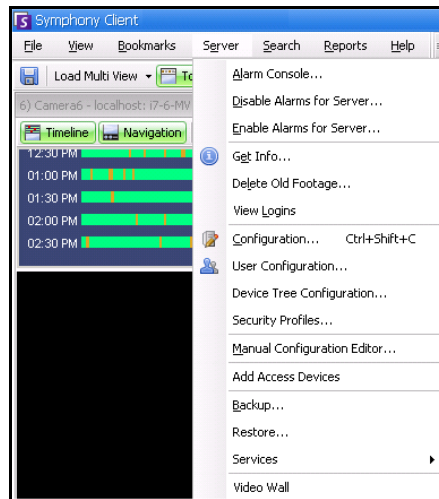 Symphony Client
File View Bookmarks Server Search Reports Help
Load Multi View
6) Camera6 - localhost: i7-6-MV
Timeline Navigation
12:30 PM
01:00 PM
01:30 PM
02:00 PM
02:30 PM
Alarm Console...
Disable Alarms for Server...
Enable Alarms for Server...
Get Info...
Delete Old Footage...
View Logins
Configuration... Ctrl+Shift+C
User Configuration...
Device Tree Configuration...
Security Profiles...
Manual Configuration Editor...
Add Access Devices
Backup...
Restore...
Services
Video Wall